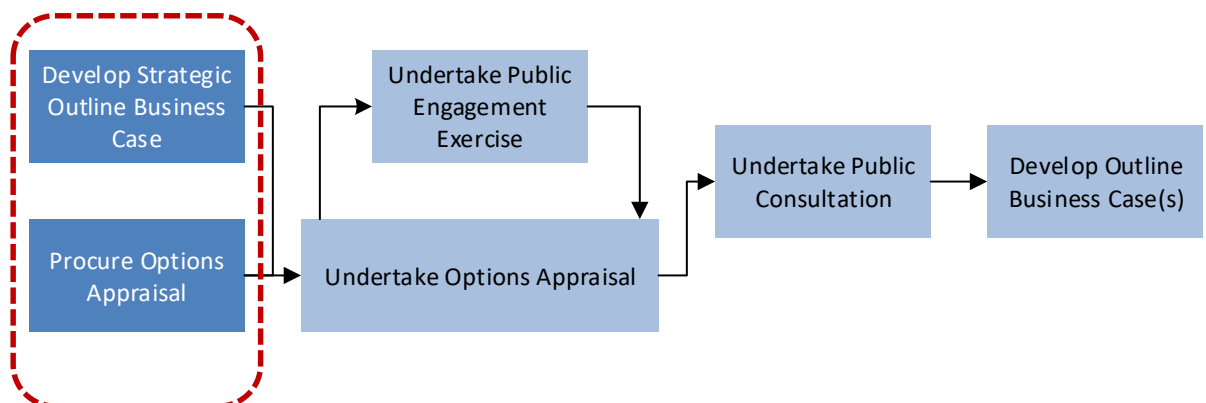 Develop Strategic
Outline Business
Case
Procure Options
Appraisal
Undertake Public
Engagement
Exercise
Undertake Options Appraisal
Undertake Public
Consultation
Develop Outline
Business Case(s)